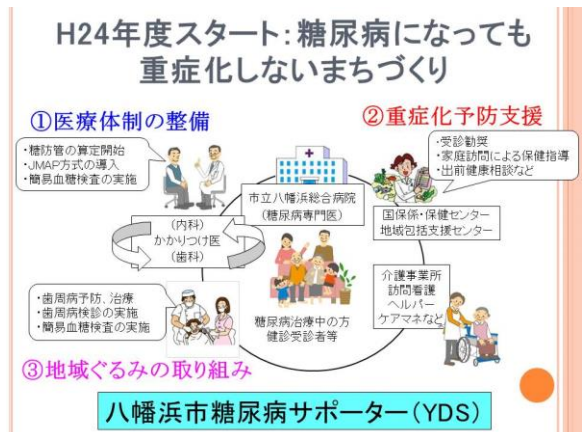 H24年度スタート:糖尿病になっても
重症化しないまちづくり
①医療体制の整備
・糖防管の算定開始
・JMAP方式の導入
・簡易血糖検査の実施
②重症化予防支援
・受診勧奨
・家庭訪問による保健指導
・出前健康相談など
市立八幡浜総合病院
(糖尿病専門医)
(内科)
かかりつけ医
(歯科)
国保係・保健センター
地域包括支援センター
・歯周病予防、治療
・歯周病検診の実施
・簡易血糖検査の実施
糖尿病治療中の方
健診受診者等
介護事業所
訪問看護
ヘルパー
ケアマネなど
③地域ぐるみの取り組み
八幡浜市糖尿病サポーター(YDS)